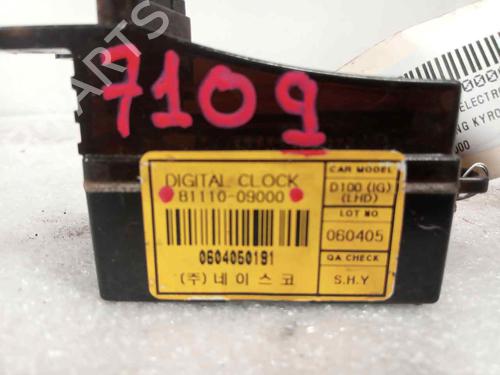 7109
DIGITAL CLOCK
81110-09000
0604050191
(주)네이스코
CAR MODEL
D100 (IG)
(LHD)
LOT NO
060405
QA CHECK
S.H.Y
PARTS